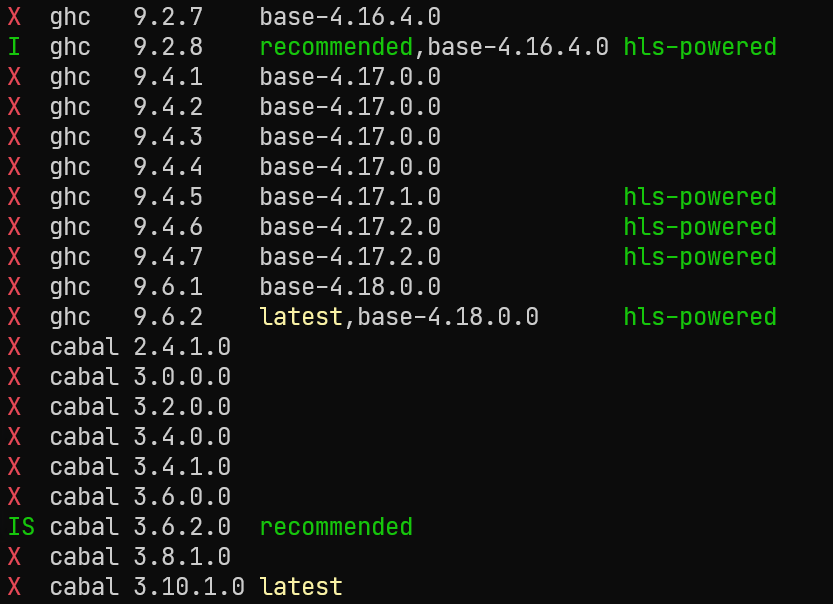 X  ghc   9.2.7    base-4.16.4.0
I  ghc   9.2.8    recommended,base-4.16.4.0 hls-powered
X  ghc   9.4.1    base-4.17.0.0
X  ghc   9.4.2    base-4.17.0.0
X  ghc   9.4.3    base-4.17.0.0
X  ghc   9.4.4    base-4.17.0.0
X  ghc   9.4.5    base-4.17.1.0             hls-powered
X  ghc   9.4.6    base-4.17.2.0             hls-powered
X  ghc   9.4.7    base-4.17.2.0             hls-powered
X  ghc   9.6.1    base-4.18.0.0
X  ghc   9.6.2    latest,base-4.18.0.0      hls-powered
X  cabal 2.4.1.0
X  cabal 3.0.0.0
X  cabal 3.2.0.0
X  cabal 3.4.0.0
X  cabal 3.4.1.0
X  cabal 3.6.0.0
IS cabal 3.6.2.0  recommended
X  cabal 3.8.1.0
X  cabal 3.10.1.0 latest